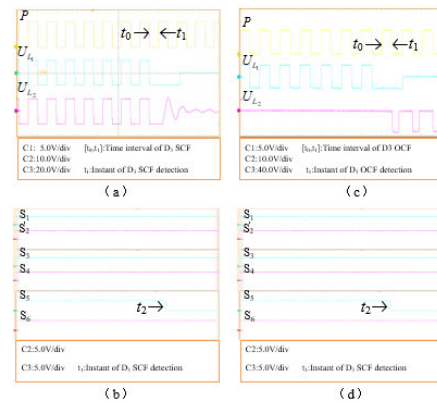 P
t₀→ ←t₁
U_L₁
U_L₂
C1: 5.0V/div [t₀,t₁]:Time interval of D₃ SCF
C2:10.0V/div
C3:20.0V/div t₁:Instant of D₃ SCF detection
(a)
P
t₀→ ←t₁
U_L₁
U_L₂
C1:5.0V/div [t₀,t₁]:Time interval of D3 OCF
C2:10.0V/div
C3:40.0V/div t₁:Instant of D₃ OCF detection
(c)
S₁
S₂
S₃
S₄
S₅
t₂→
S₆
C2:5.0V/div
C3:5.0V/div t₁:Instant of D₃ SCF detection
(b)
S₁
S₂
S₃
S₄
S₅
t₂→
S₆
C2:5.0V/div
C3:5.0V/div t₁:Instant of D₃ SCF detection
(d)